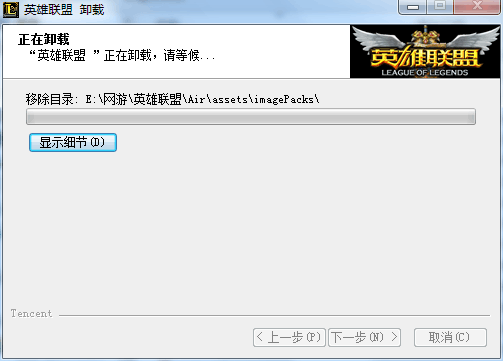 英雄联盟 卸载
正在卸载
“英雄联盟 ”正在卸载，请等候...
英雄联盟
LEAGUE OF LEGENDS
移除目录: E:\网游\英雄联盟\Air\assets\imagePacks\
显示细节(D)
Tencent
< 上一步(P) 下一步(N) > 取消(C)